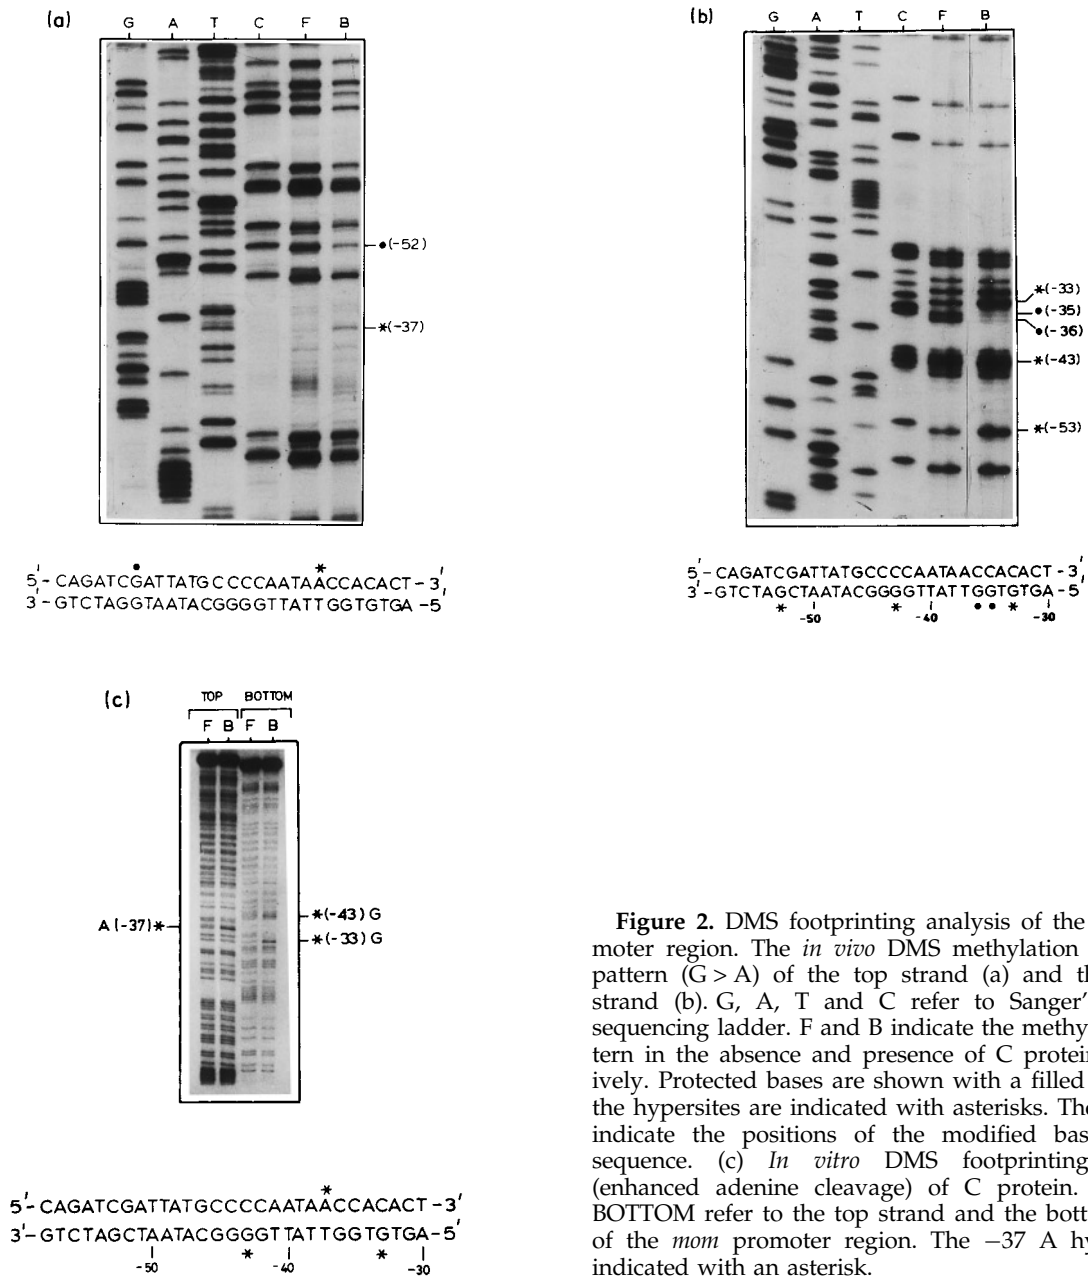 (a)
G A T C F B
●(-52)
*(-37)
5'- CAGATCGATTATGCCCCAATAACCACACT - 3'
3'- GTCTAGGTAATACGGGGTTATTGGTGTGA -5'
(b)
G A T C F B
*(-33)
●(-35)
●(-36)
*(-43)
*(-53)
5'- CAGATCGATTATGCCCCAATAACCACACT- 3'
3'- GTCTAGCTAATACGGGGTTATTGGTGTGA- 5'
-50 -40 -30
(c)
TOP BOTTOM
F B F B
A (-37)*
*(-43) G
*(-33) G
5'- CAGATCGATTATGCCCCAATAACCACACT -3'
3'- GTCTAGCTAATACGGGGTTATTGGTGTGA -5'
-50 -40 -30
Figure 2. DMS footprinting analysis of the
moter region. The in vivo DMS methylation
pattern (G > A) of the top strand (a) and th
strand (b). G, A, T and C refer to Sanger'
sequencing ladder. F and B indicate the methy
tern in the absence and presence of C protein
ively. Protected bases are shown with a filled
the hypersites are indicated with asterisks. The
indicate the positions of the modified bas
sequence. (c) In vitro DMS footprinting
(enhanced adenine cleavage) of C protein.
BOTTOM refer to the top strand and the bott
of the mom promoter region. The −37 A hy
indicated with an asterisk.